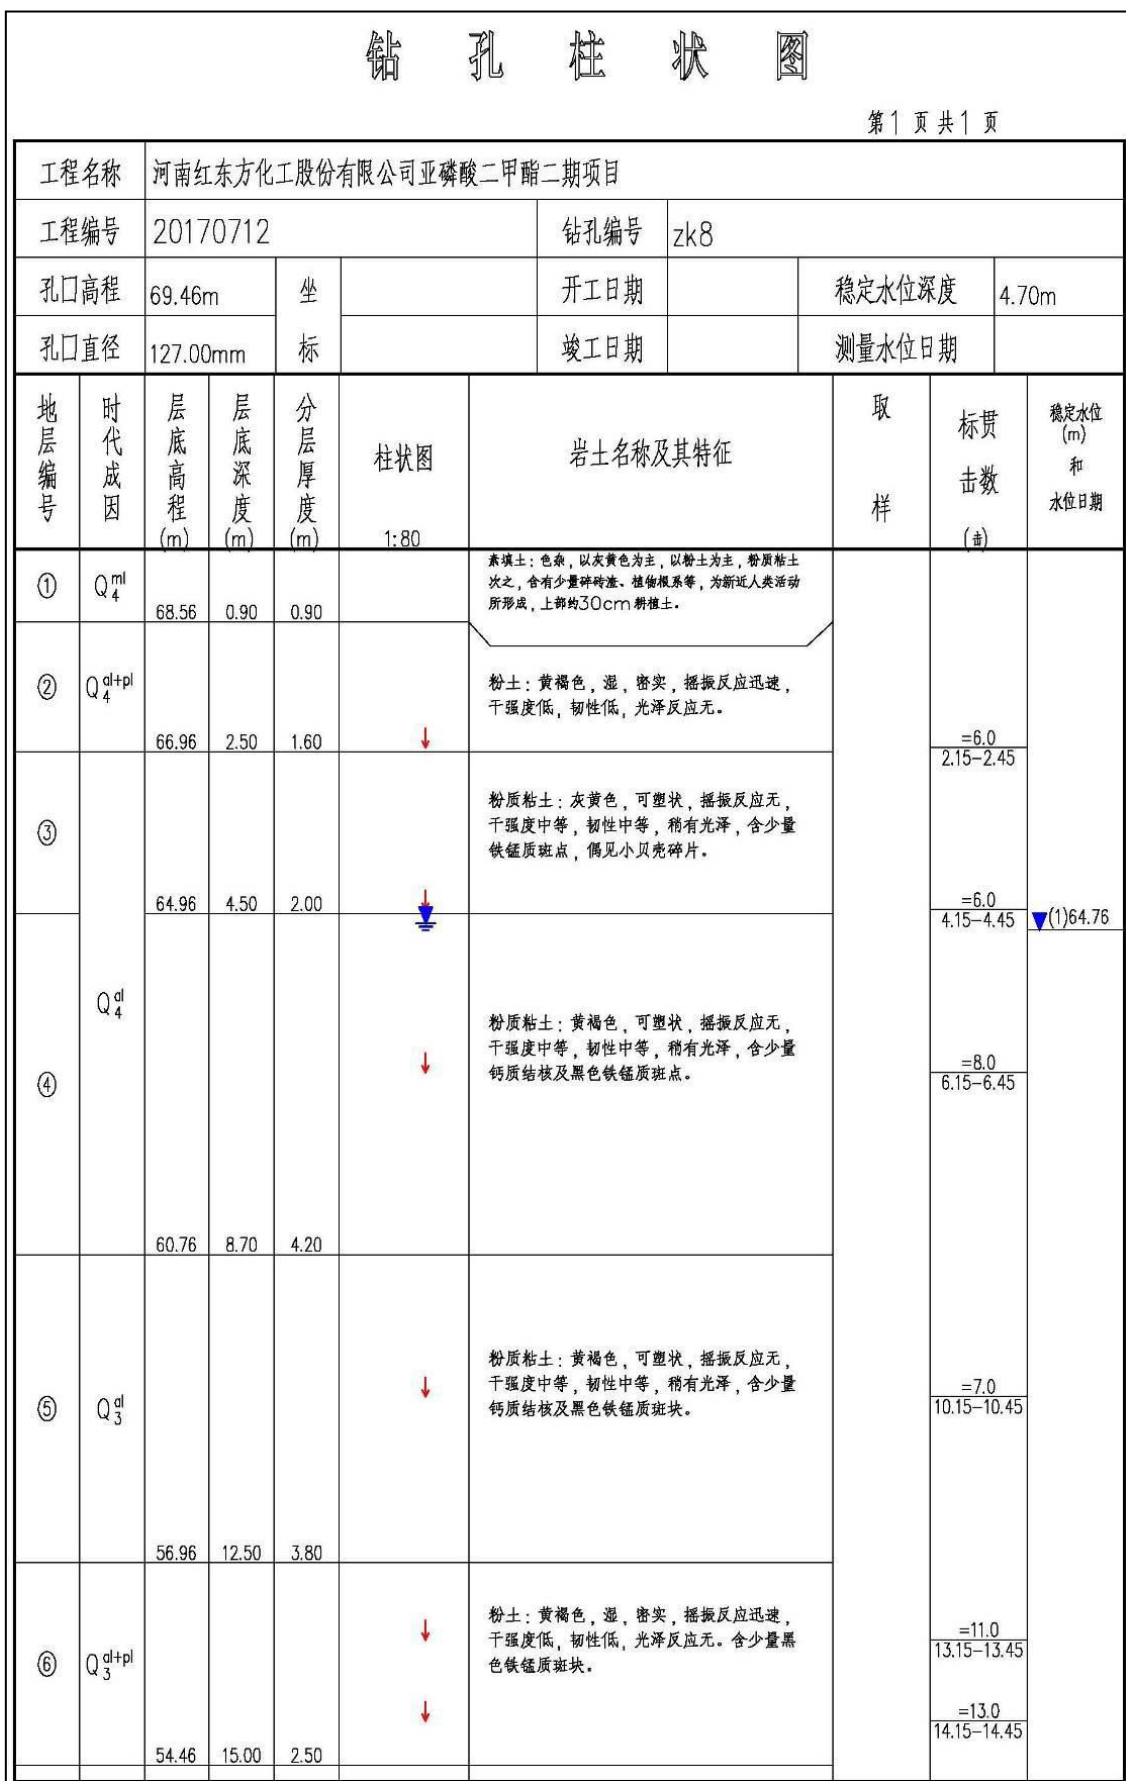 钻孔柱状图
第1页共1页
工程名称 河南红东方化工股份有限公司亚磷酸二甲酯二期项目
工程编号 20170712 钻孔编号 zk8
孔口高程 69.46m 坐标 开工日期 稳定水位深度 4.70m
孔口直径 127.00mm 竣工日期 测量水位日期
地层编号 时代成因 层底高程(m) 层底深度(m) 分层厚度(m) 柱状图 1:80 岩土名称及其特征 取样 标贯击数(击) 稳定水位(m)和水位日期
素填土：色杂，以灰黄色为主，以粉土为主，粉质粘土
次之，含有少量碎砖渣、植物根系等，为新近人类活动
所形成，上部约30cm耕植土。
① Q4ml 68.56 0.90 0.90
粉土：黄褐色，湿，密实，摇振反应迅速，
干强度低，韧性低，光泽反应无。
② Q4al+pl 66.96 2.50 1.60
=6.0
2.15-2.45
粉质粘土：灰黄色，可塑状，摇振反应无，
干强度中等，韧性中等，稍有光泽，含少量
铁锰质斑点，偶见小贝壳碎片。
③ 64.96 4.50 2.00
=6.0
4.15-4.45
(1)64.76
Q4al
粉质粘土：黄褐色，可塑状，摇振反应无，
干强度中等，韧性中等，稍有光泽，含少量
钙质结核及黑色铁锰质斑点。
=8.0
6.15-6.45
④ 60.76 8.70 4.20
粉质粘土：黄褐色，可塑状，摇振反应无，
干强度中等，韧性中等，稍有光泽，含少量
钙质结核及黑色铁锰质斑块。
=7.0
10.15-10.45
⑤ Q3al 56.96 12.50 3.80
粉土：黄褐色，湿，密实，摇振反应迅速，
干强度低，韧性低，光泽反应无。含少量黑
色铁锰质斑块。
=11.0
13.15-13.45
⑥ Q3al+pl
=13.0
14.15-14.45
54.46 15.00 2.50